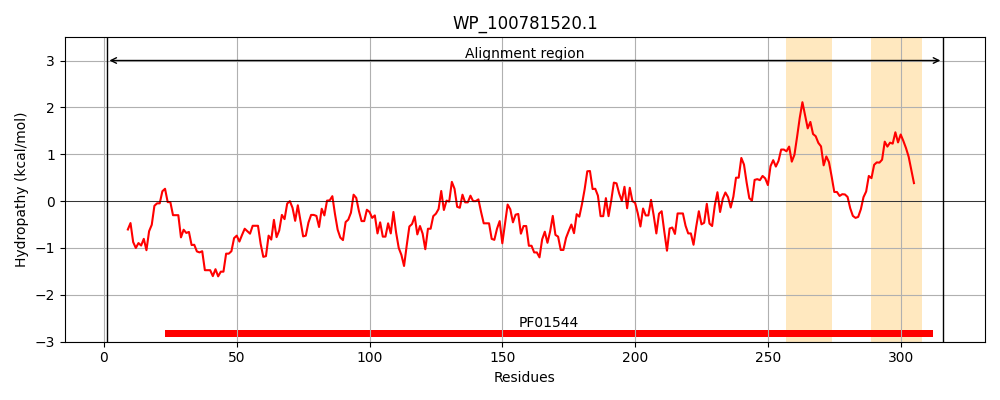 WP_100781520.1
Alignment region
3
2
1
0
−1
−2
−3
Hydropathy (kcal/mol)
PF01544
0 50 100 150 200 250 300
Residues